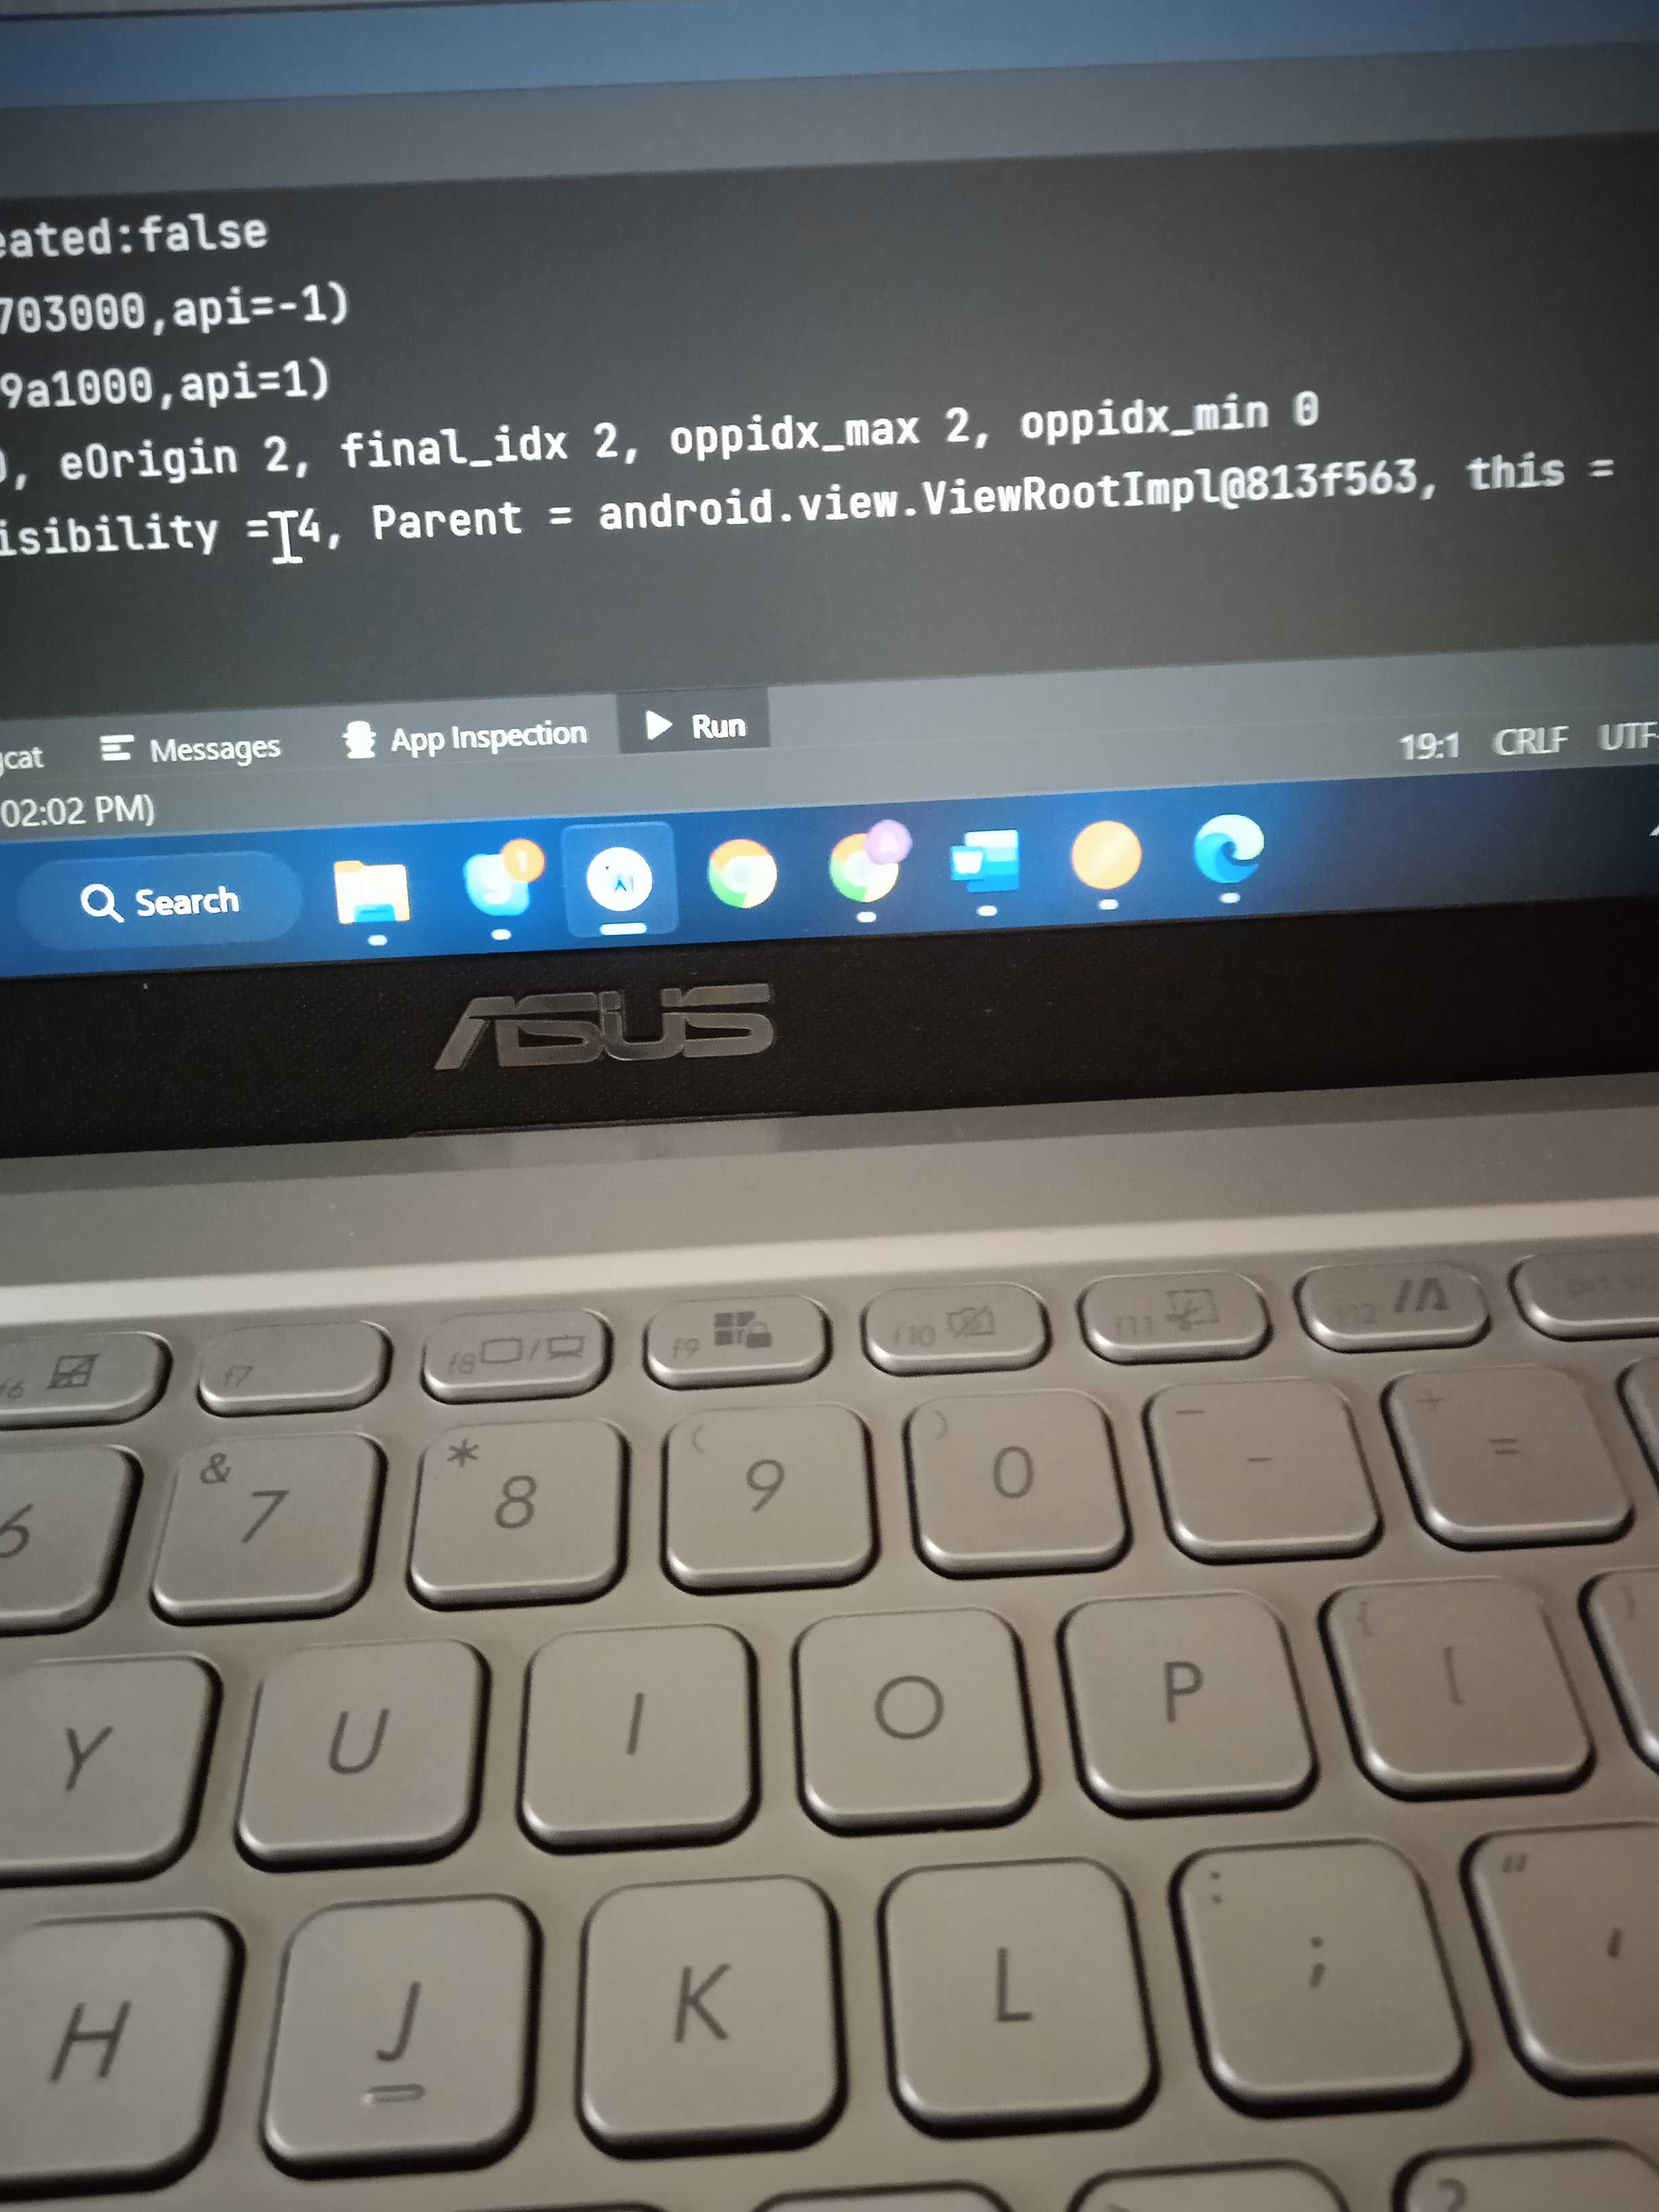 eated:false
703000,api=-1)
9a1000,api=1)
), eOrigin 2, final_idx 2, oppidx_max 2, oppidx_min 0
isibility = 4, Parent = android.view.ViewRootImpl@813f563, this =
cat Messages App Inspection Run
19:1 CRLF UTF-
02:02 PM)
Search
ASUS
f6 f7 f8 f9 f10 f11 f12
6 & 7 * 8 ( 9 ) 0 _ - + =
Y U I O P { [ }
H J K L : ; " '
?